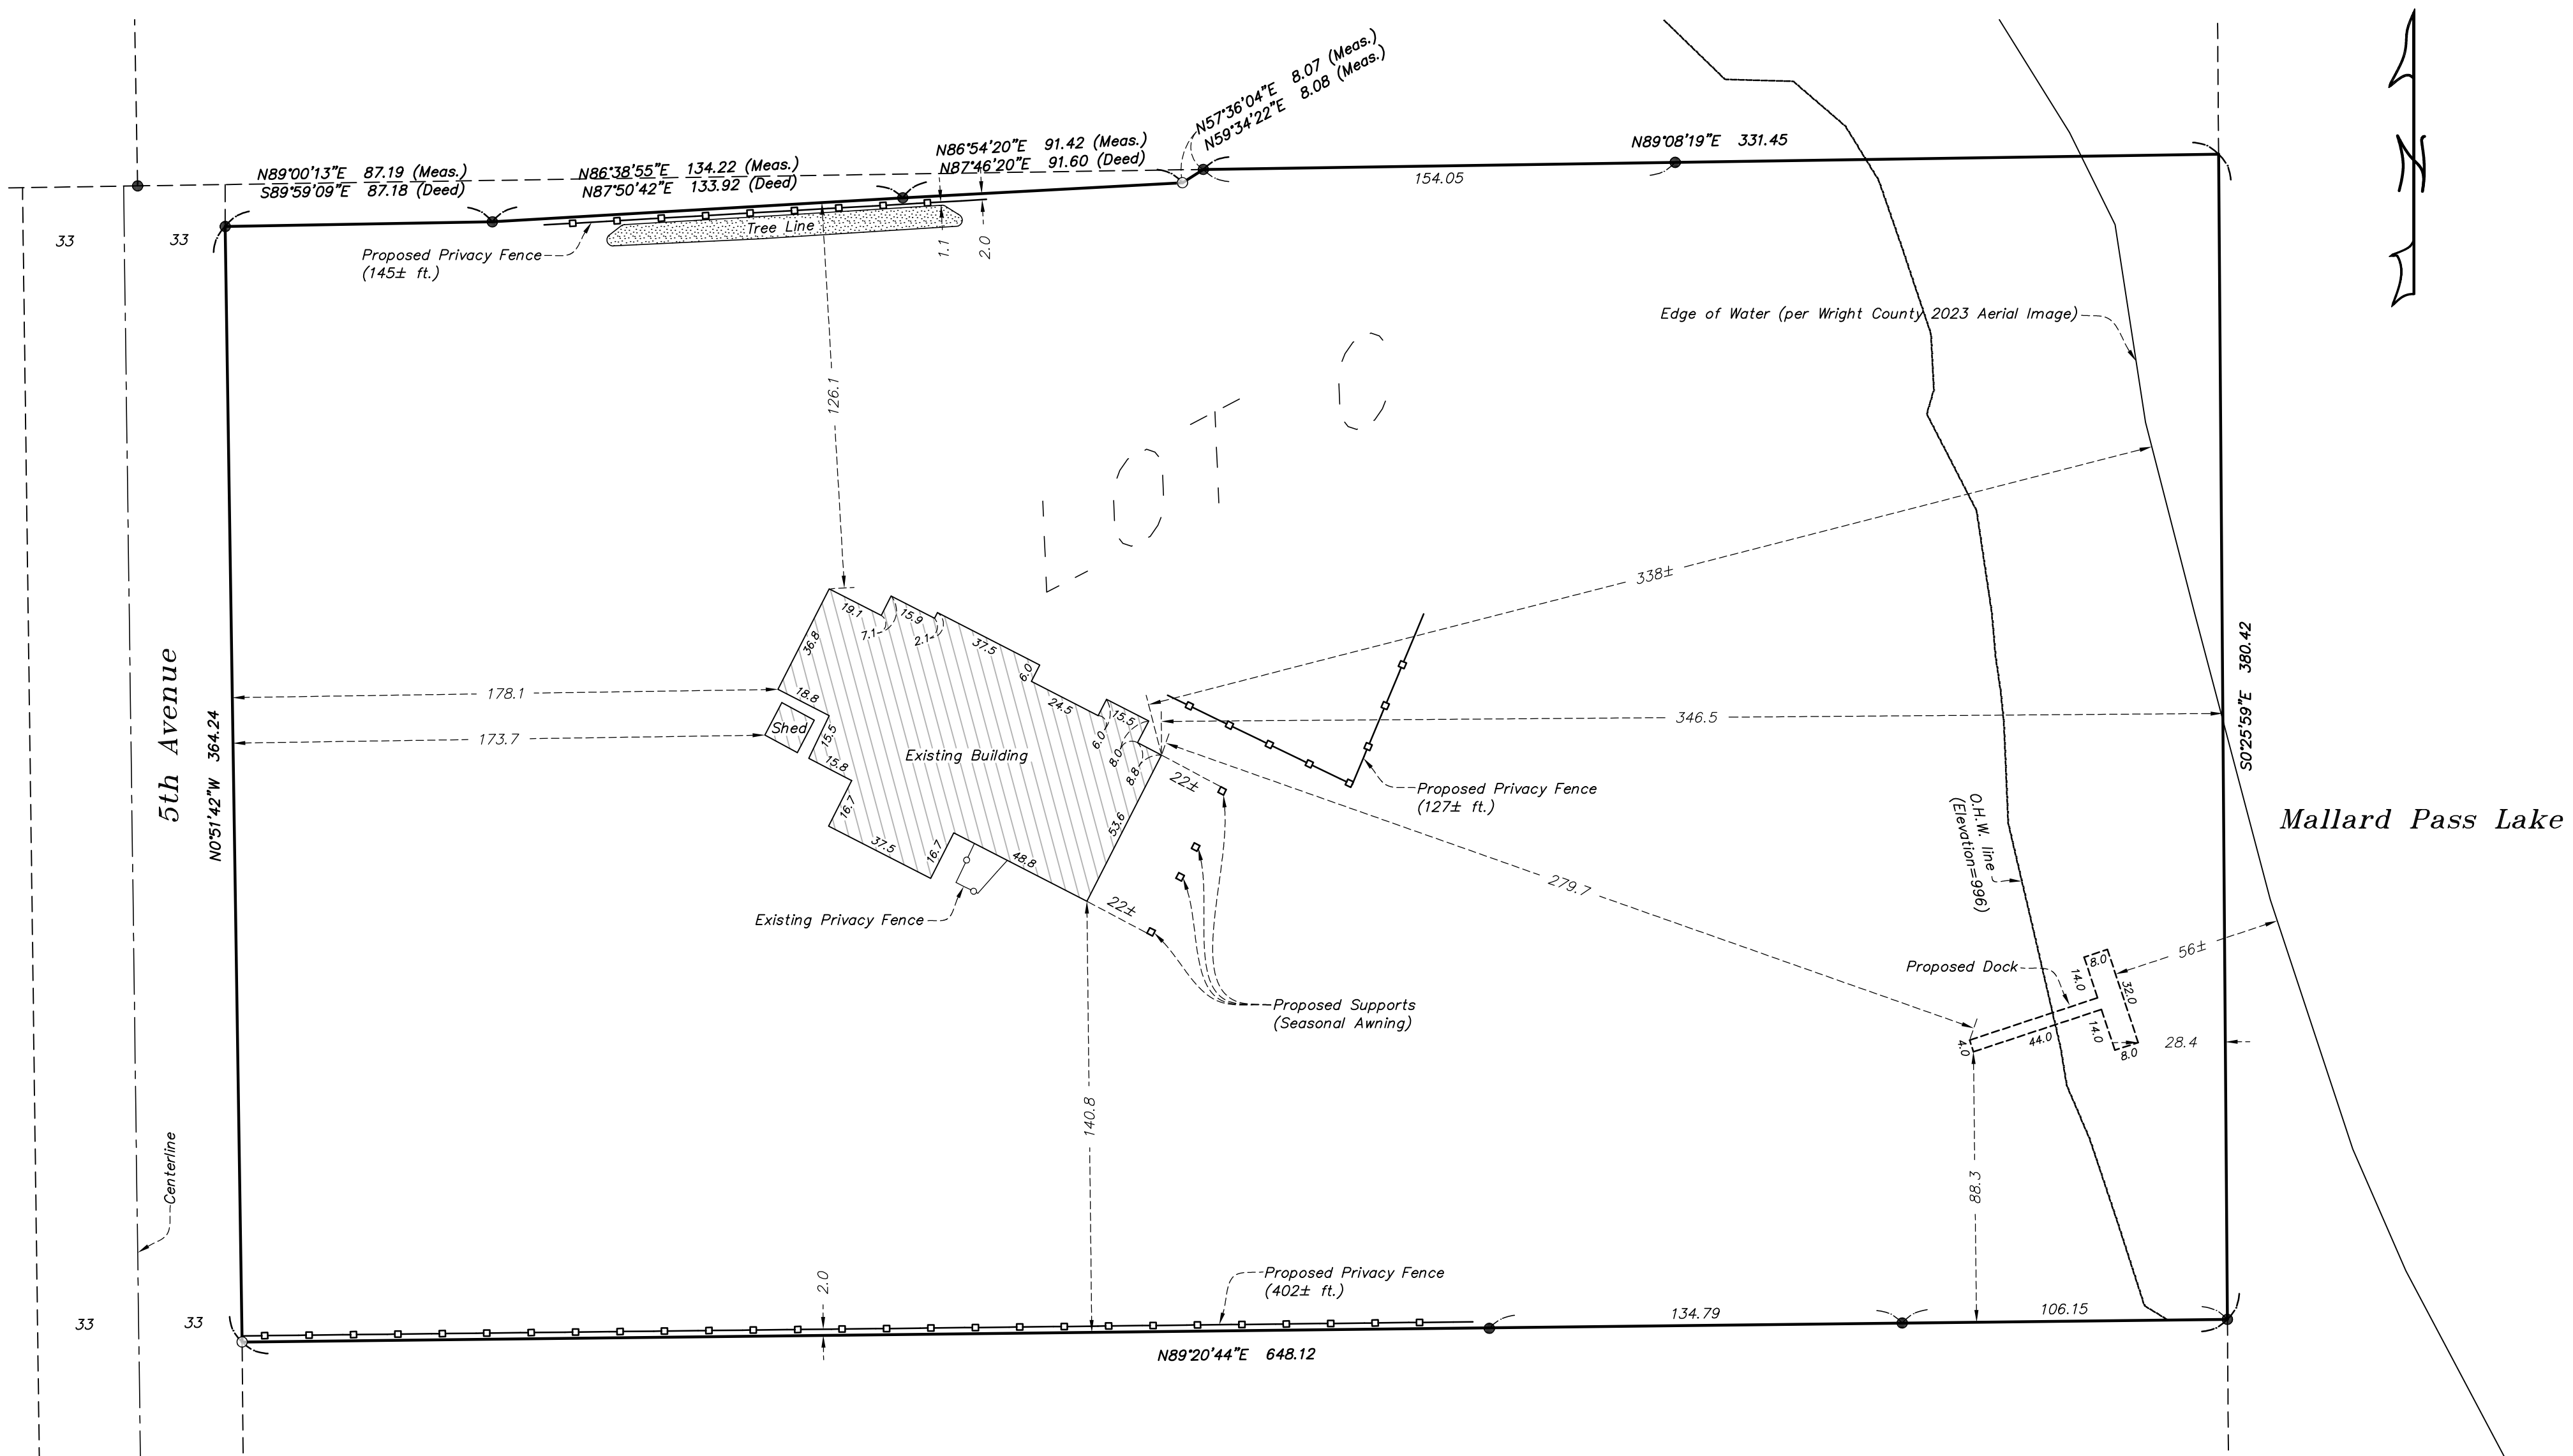 N57°36'04"E 8.07 (Meas.)
N59°34'22"E 8.08 (Meas.)
N89°00'13"E 87.19 (Meas.)
S89°59'09"E 87.18 (Deed)
N86°38'55"E 134.22 (Meas.)
N87°50'42"E 133.92 (Deed)
N86°54'20"E 91.42 (Meas.)
N87°46'20"E 91.60 (Deed)
N89°08'19"E 331.45
154.05
N
33
33
Tree Line
Proposed Privacy Fence
(145± ft.)
1.1
2.0
126.1
Edge of Water (per Wright County 2023 Aerial Image)
LOT C
338±
19.1
7.1
15.9
2.1
37.5
6.0
36.8
18.8
24.5
15.5
6.0
8.0
8.8
178.1
173.7
Shed
15.5
15.8
Existing Building
16.7
37.5
16.7
48.8
53.6
22±
22±
346.5
S0°25'59"E 380.42
5th Avenue
N0°51'42"W 364.24
Proposed Privacy Fence
(127± ft.)
Mallard Pass Lake
O.H.W. line
(Elevation=996)
279.7
Existing Privacy Fence
Proposed Supports
(Seasonal Awning)
Proposed Dock
8.0
14.0
32.0
56±
4.0
44.0
14.0
8.0
28.4
140.8
88.3
Centerline
2.0
Proposed Privacy Fence
(402± ft.)
33
33
134.79
106.15
N89°20'44"E 648.12